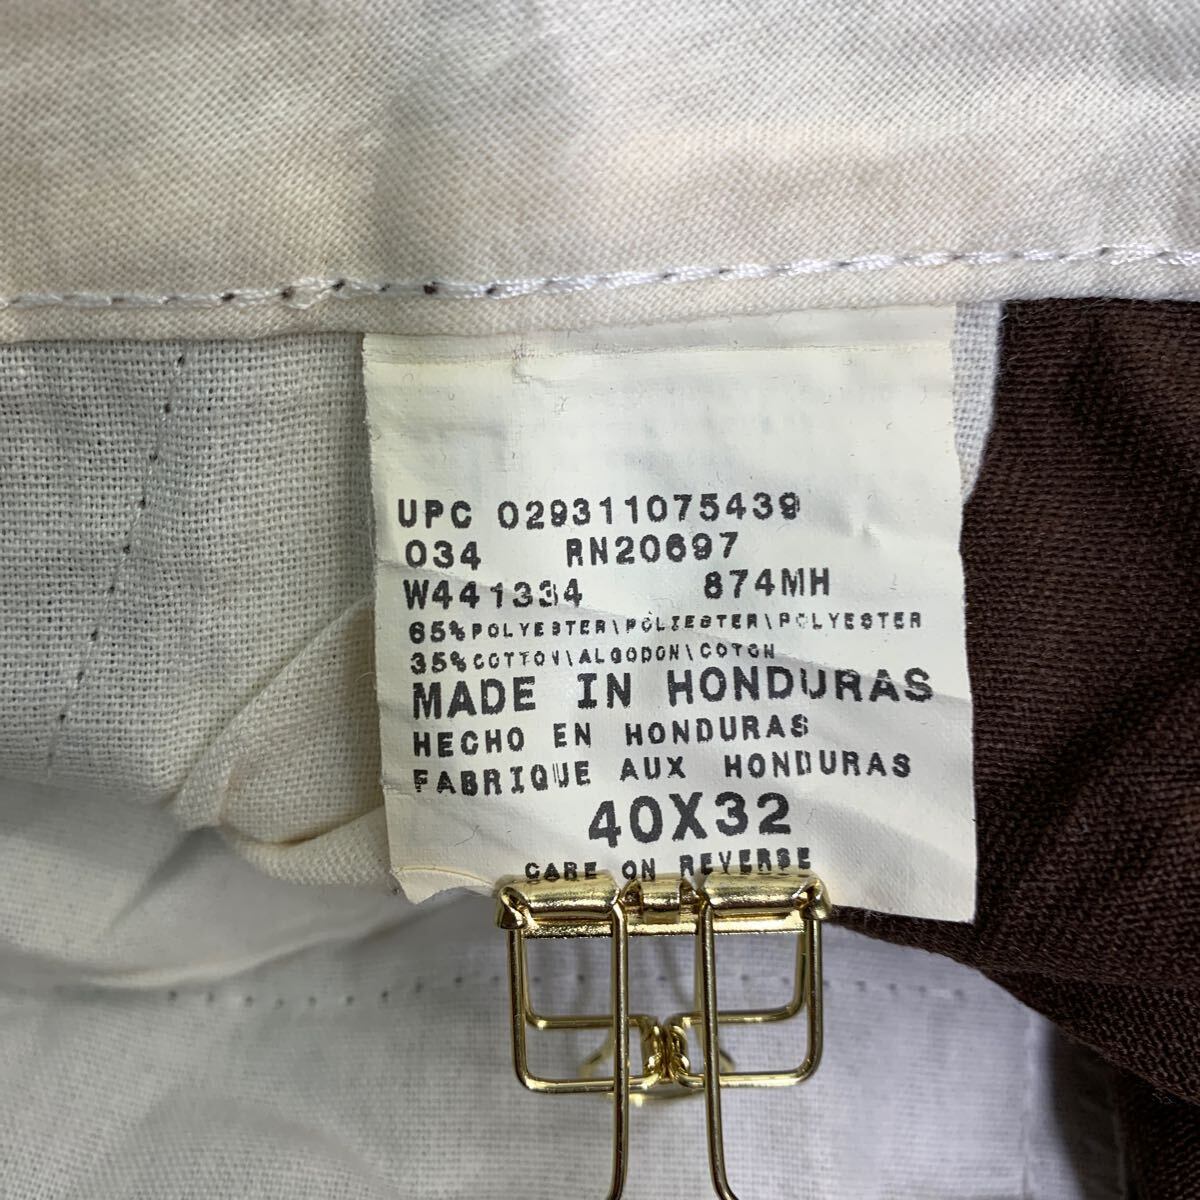 UPC 029311075439
034 RN20697
W441334 874MH
65%POLYESTER\POLIESTER\POLYESTER
35%COTTON\ALGODON\COTON
MADE IN HONDURAS
HECHO EN HONDURAS
FABRIQUE AUX HONDURAS
40X32
CARE ON REVERSE